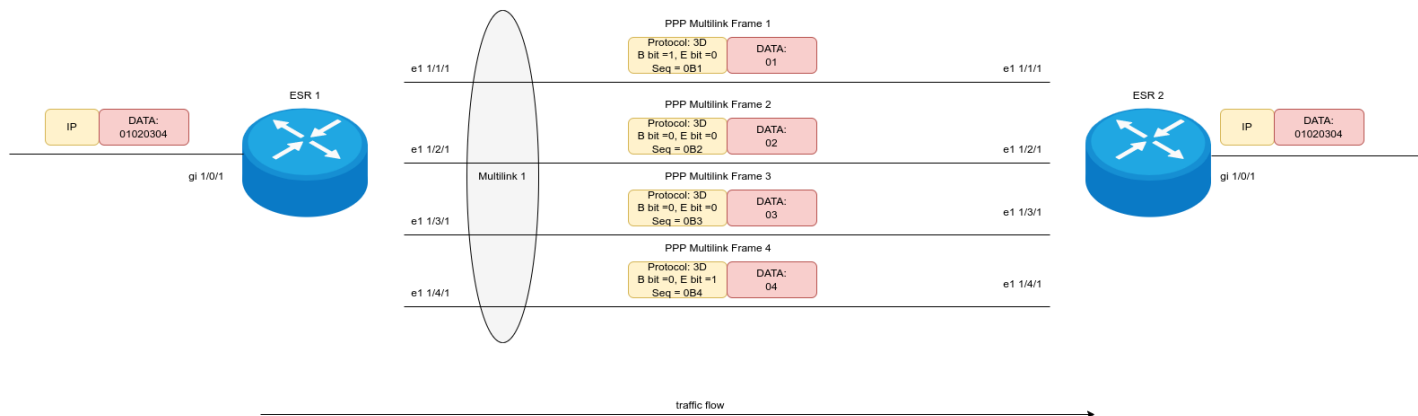 PPP Multilink Frame 1
Protocol: 3D
B bit =1, E bit =0
Seq = 0B1
DATA:
01
e1 1/1/1
e1 1/1/1
ESR 1
IP
DATA:
01020304
gi 1/0/1
PPP Multilink Frame 2
Protocol: 3D
B bit =0, E bit =0
Seq = 0B2
DATA:
02
e1 1/2/1
e1 1/2/1
ESR 2
IP
DATA:
01020304
gi 1/0/1
Multilink 1
PPP Multilink Frame 3
Protocol: 3D
B bit =0, E bit =0
Seq = 0B3
DATA:
03
e1 1/3/1
e1 1/3/1
PPP Multilink Frame 4
Protocol: 3D
B bit =0, E bit =1
Seq = 0B4
DATA:
04
e1 1/4/1
e1 1/4/1
traffic flow